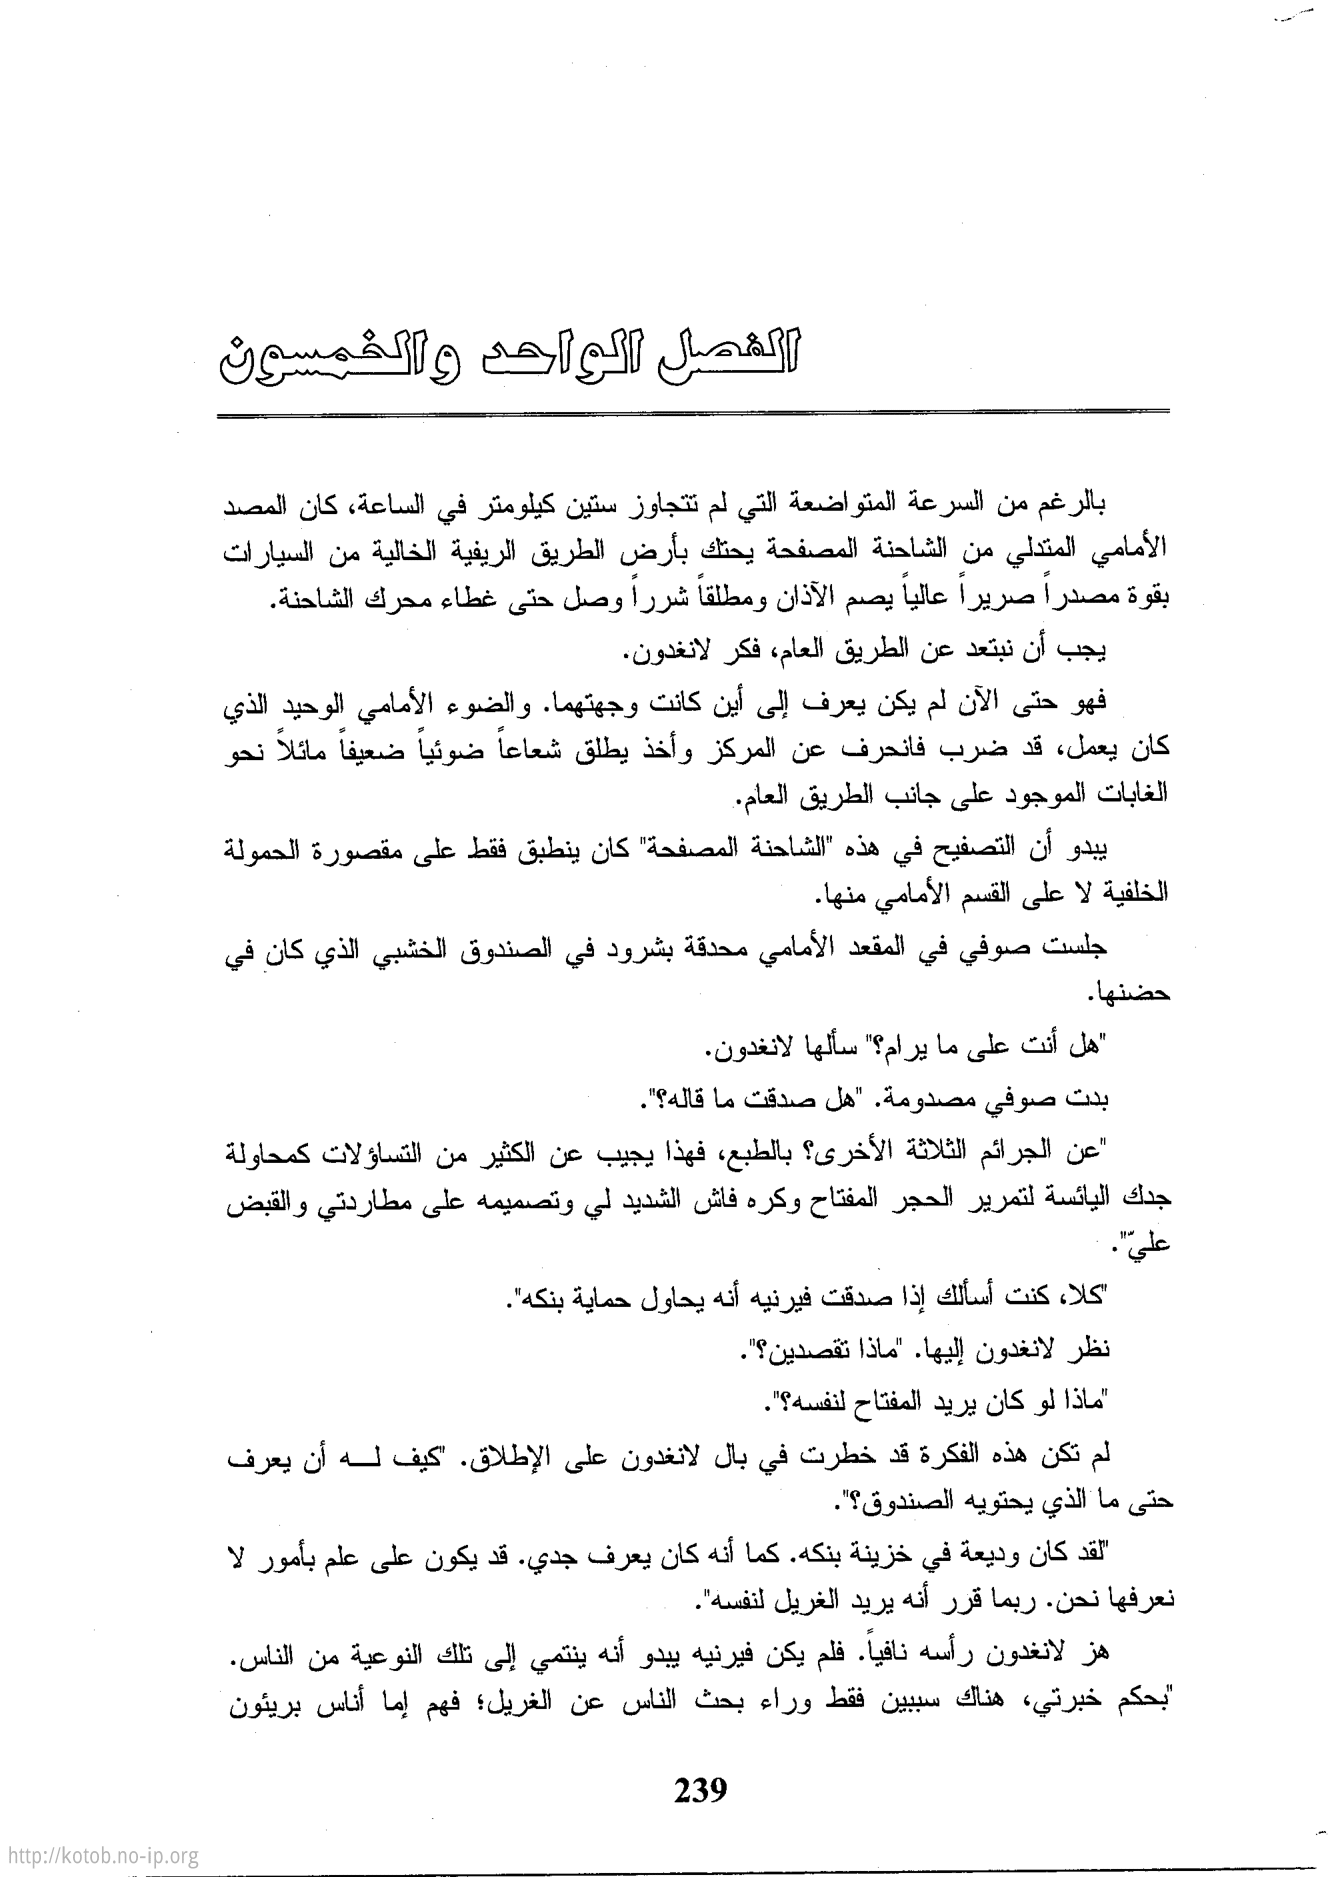 الفصل الواحد والخمسون
بالرغم من السرعة المتواضعة التي لم تتجاوز ستين كيلومتر في الساعة، كان المصد
الأمامي المتدلي من الشاحنة المصفحة يحتك بأرض الطريق الريفية الخالية من السيارات
بقوة مصدراً صريراً عالياً يصم الآذان ومطلقاً شرراً وصل حتى غطاء محرك الشاحنة.
يجب أن نبتعد عن الطريق العام، فكر لانغدون.
فهو حتى الآن لم يكن يعرف إلى أين كانت وجهتهما. والضوء الأمامي الوحيد الذي
كان يعمل، قد ضرب فانحرف عن المركز وأخذ يطلق شعاعاً ضوئياً ضعيفاً مائلاً نحو
الغابات الموجود على جانب الطريق العام.
يبدو أن التصفيح في هذه "الشاحنة المصفحة" كان ينطبق فقط على مقصورة الحمولة
الخلفية لا على القسم الأمامي منها.
جلست صوفي في المقعد الأمامي محدقة بشرود في الصندوق الخشبي الذي كان في
حضنها.
"هل أنت على ما يرام؟" سألها لانغدون.
بدت صوفي مصدومة. "هل صدقت ما قاله؟".
"عن الجرائم الثلاثة الأخرى؟ بالطبع، فهذا يجيب عن الكثير من التساؤلات كمحاولة
جدك اليائسة لتمرير الحجر المفتاح وكره فاش الشديد لي وتصميمه على مطاردتي والقبض
عليّ".
"كلا، كنت أسألك إذا صدقت فيرنيه أنه يحاول حماية بنكه".
نظر لانغدون إليها. "ماذا تقصدين؟".
"ماذا لو كان يريد المفتاح لنفسه؟".
لم تكن هذه الفكرة قد خطرت في بال لانغدون على الإطلاق. "كيف لـه أن يعرف
حتى ما الذي يحتويه الصندوق؟".
"لقد كان وديعة في خزينة بنكه. كما أنه كان يعرف جدي. قد يكون على علم بأمور لا
نعرفها نحن. ربما قرر أنه يريد الغريل لنفسه".
هز لانغدون رأسه نافياً. فلم يكن فيرنيه يبدو أنه ينتمي إلى تلك النوعية من الناس.
"بحكم خبرتي، هناك سببين فقط وراء بحث الناس عن الغريل؛ فهم إما أناس بريئون
239
http://kotob.no-ip.org